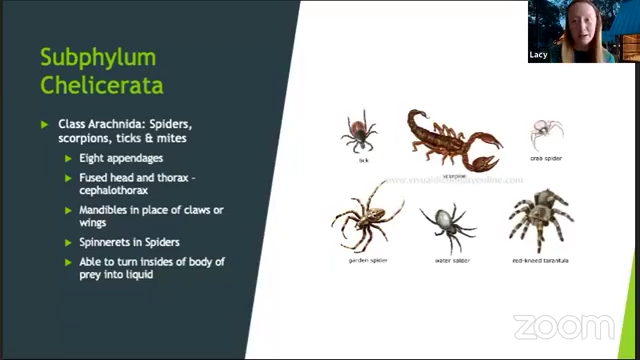 Subphylum
Chelicerata
Class Arachnida: Spiders,
scorpions, ticks & mites
Eight appendages
Fused head and thorax –
cephalothorax
Mandibles in place of claws or
wings
Spinnerets in Spiders
Able to turn insides of body of
prey into liquid
Lacy
tick
scorpion
crab spider
garden spider
water spider
red-kneed tarantula
zoom